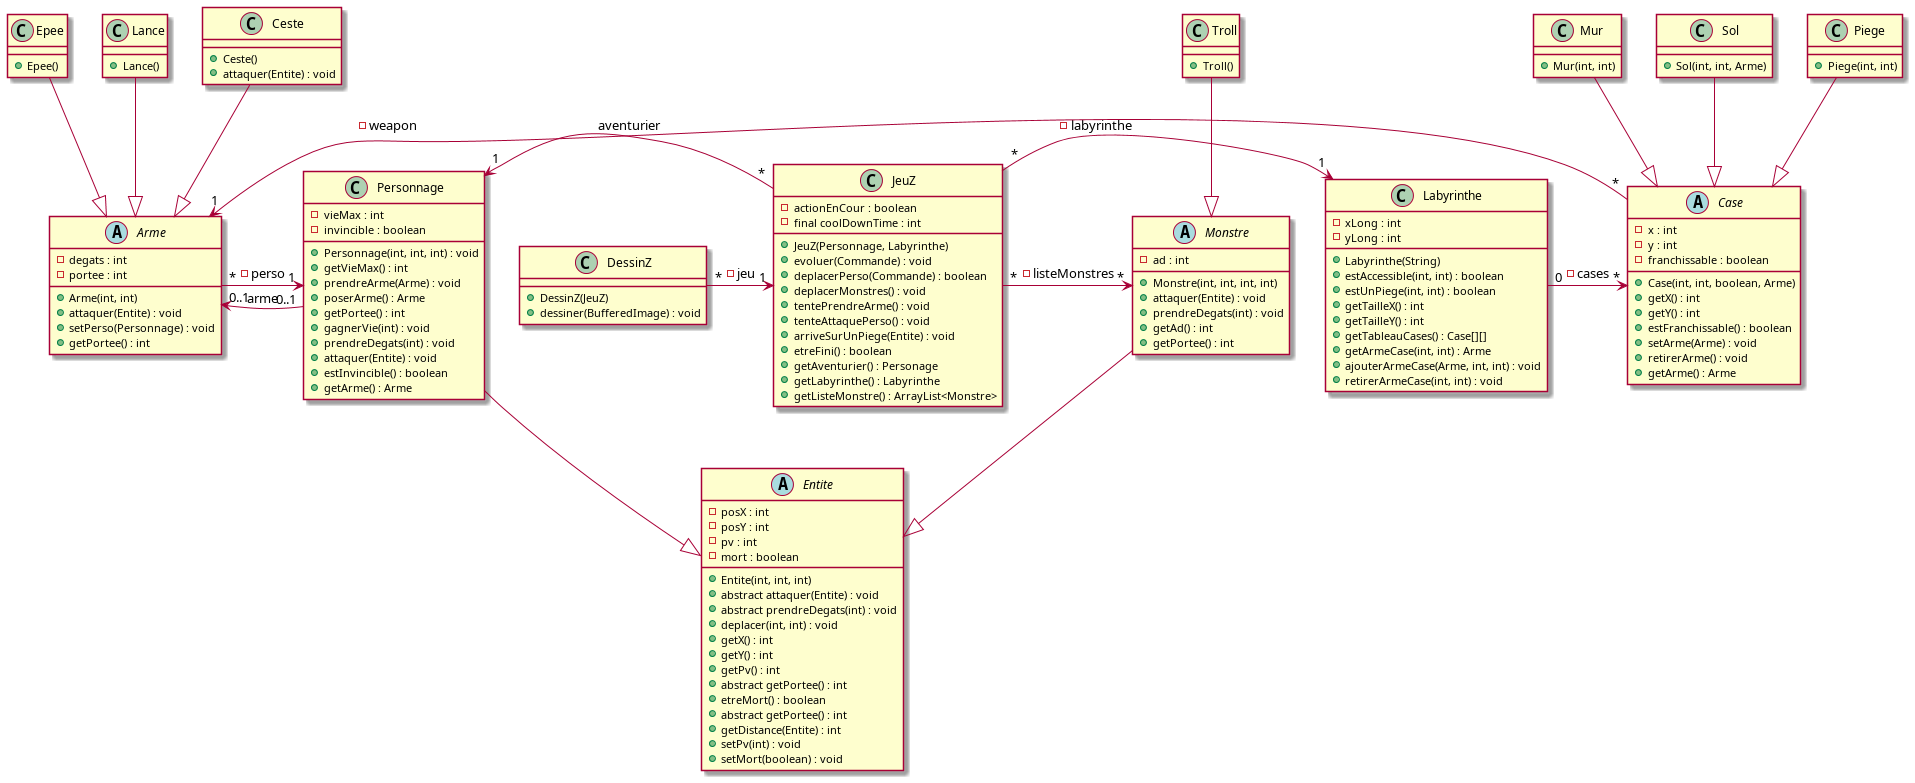 C Epee
Epee()
C Lance
Lance()
C Ceste
Ceste()
attaquer(Entite) : void
C Troll
Troll()
C Mur
Mur(int, int)
C Sol
Sol(int, int, Arme)
C Piege
Piege(int, int)
weapon
aventurier
labyrinthe
1
*
1
*
*
1
*
A Arme
degats : int
portee : int
Arme(int, int)
attaquer(Entite) : void
setPerso(Personnage) : void
getPortee() : int
* perso 1
0..1 arme 0..1
C Personnage
vieMax : int
invincible : boolean
Personnage(int, int, int) : void
getVieMax() : int
prendreArme(Arme) : void
poserArme() : Arme
getPortee() : int
gagnerVie(int) : void
prendreDegats(int) : void
attaquer(Entite) : void
estInvincible() : boolean
getArme() : Arme
C DessinZ
DessinZ(JeuZ)
dessiner(BufferedImage) : void
* jeu 1
C JeuZ
actionEnCour : boolean
final coolDownTime : int
JeuZ(Personnage, Labyrinthe)
evoluer(Commande) : void
deplacerPerso(Commande) : boolean
deplacerMonstres() : void
tentePrendreArme() : void
tenteAttaquePerso() : void
arriveSurUnPiege(Entite) : void
etreFini() : boolean
getAventurier() : Personage
getLabyrinthe() : Labyrinthe
getListeMonstre() : ArrayList<Monstre>
* listeMonstres *
A Monstre
ad : int
Monstre(int, int, int, int)
attaquer(Entite) : void
prendreDegats(int) : void
getAd() : int
getPortee() : int
C Labyrinthe
xLong : int
yLong : int
Labyrinthe(String)
estAccessible(int, int) : boolean
estUnPiege(int, int) : boolean
getTailleX() : int
getTailleY() : int
getTableauCases() : Case[][]
getArmeCase(int, int) : Arme
ajouterArmeCase(Arme, int, int) : void
retirerArmeCase(int, int) : void
0 cases *
A Case
x : int
y : int
franchissable : boolean
Case(int, int, boolean, Arme)
getX() : int
getY() : int
estFranchissable() : boolean
setArme(Arme) : void
retirerArme() : void
getArme() : Arme
A Entite
posX : int
posY : int
pv : int
mort : boolean
Entite(int, int, int)
abstract attaquer(Entite) : void
abstract prendreDegats(int) : void
deplacer(int, int) : void
getX() : int
getY() : int
getPv() : int
abstract getPortee() : int
etreMort() : boolean
abstract getPortee() : int
getDistance(Entite) : int
setPv(int) : void
setMort(boolean) : void